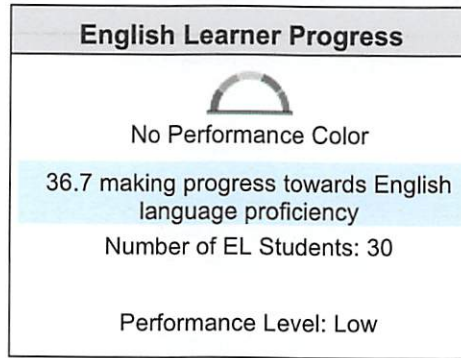 English Learner Progress
No Performance Color
36.7 making progress towards English
language proficiency
Number of EL Students: 30
Performance Level: Low